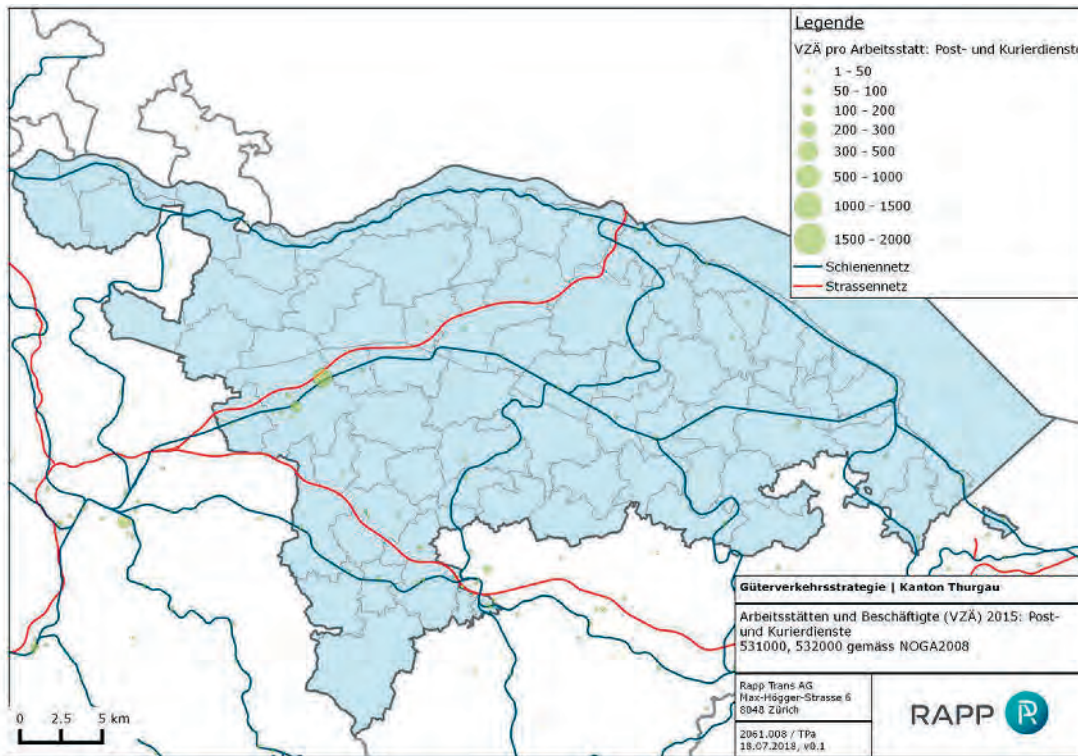 Legende
VZÄ pro Arbeitsstatt: Post- und Kurierdienste
1 - 50
50 - 100
100 - 200
200 - 300
300 - 500
500 - 1000
1000 - 1500
1500 - 2000
Schienennetz
Strassennetz
Güterverkehrsstrategie | Kanton Thurgau
Arbeitsstätten und Beschäftigte (VZÄ) 2015: Post-
und Kurierdienste
531000, 532000 gemäss NOGA2008
Rapp Trans AG
Max-Högger-Strasse 6
8048 Zürich
2061.008 / TPa
18.07.2018, v0.1
RAPP
0 2.5 5 km